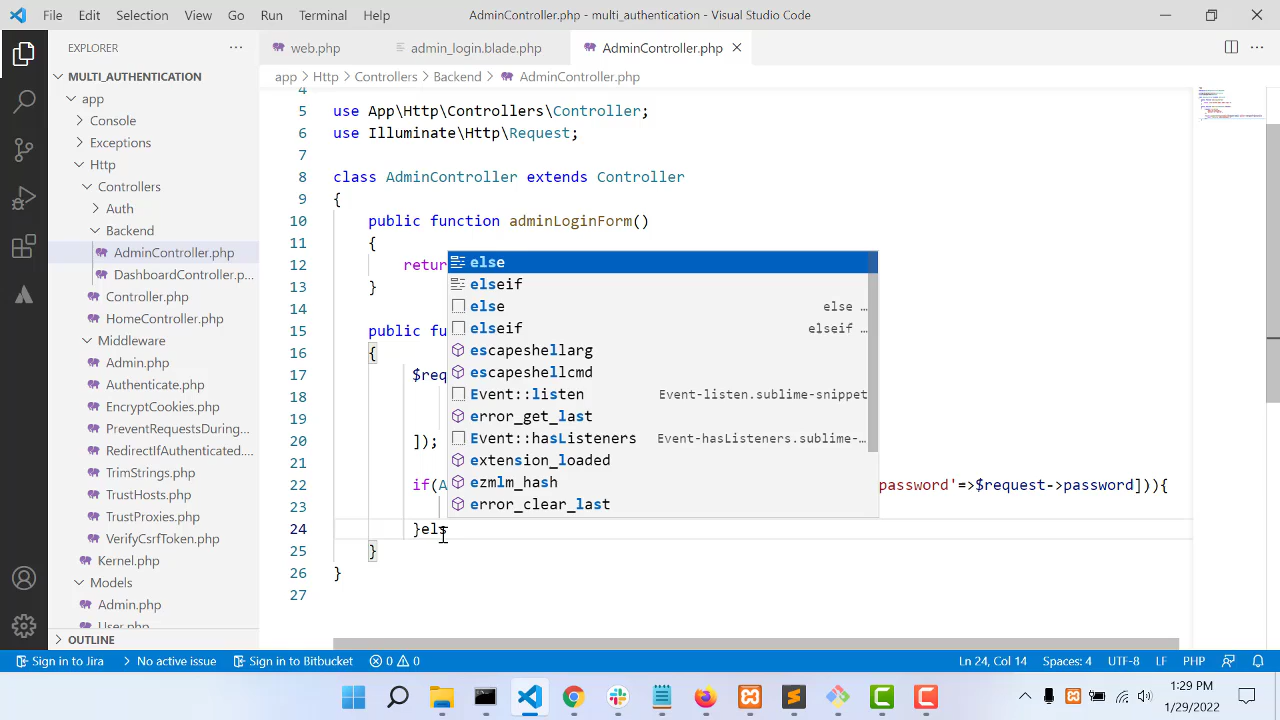 File Edit Selection View Go Run Terminal Help
AdminController.php - multi_authentication - Visual Studio Code
EXPLORER
MULTI_AUTHENTICATION
app
Console
Exceptions
Http
Controllers
Auth
Backend
AdminController.php
DashboardController.p...
Controller.php
HomeController.php
Middleware
Admin.php
Authenticate.php
EncryptCookies.php
PreventRequestsDuring...
RedirectIfAuthenticated....
TrimStrings.php
TrustHosts.php
TrustProxies.php
VerifyCsrfToken.php
Kernel.php
Models
Admin.php
User.php
OUTLINE
web.php
admin_login.blade.php
AdminController.php
app > Http > Controllers > Backend > AdminController.php
4
5 use App\Http\Controllers\Controller;
6 use Illuminate\Http\Request;
7
8 class AdminController extends Controller
9 {
10 public function adminLoginForm()
11 {
12 retur
13 }
14
15 public fu
16 {
17 $req
18
19
20 ]);
21
22 if(A password'=>$request->password])){
24 }els
25 }
26 }
27
else
elseif
else else ...
elseif elseif ...
escapeshellarg
escapeshellcmd
Event::listen Event-listen.sublime-snippet
error_get_last
Event::hasListeners Event-hasListeners.sublime-...
extension_loaded
ezmlm_hash
error_clear_last
Sign in to Jira
No active issue
Sign in to Bitbucket
0 0
Ln 24, Col 14
Spaces: 4
UTF-8
LF
PHP
1:29 PM
1/29/2022